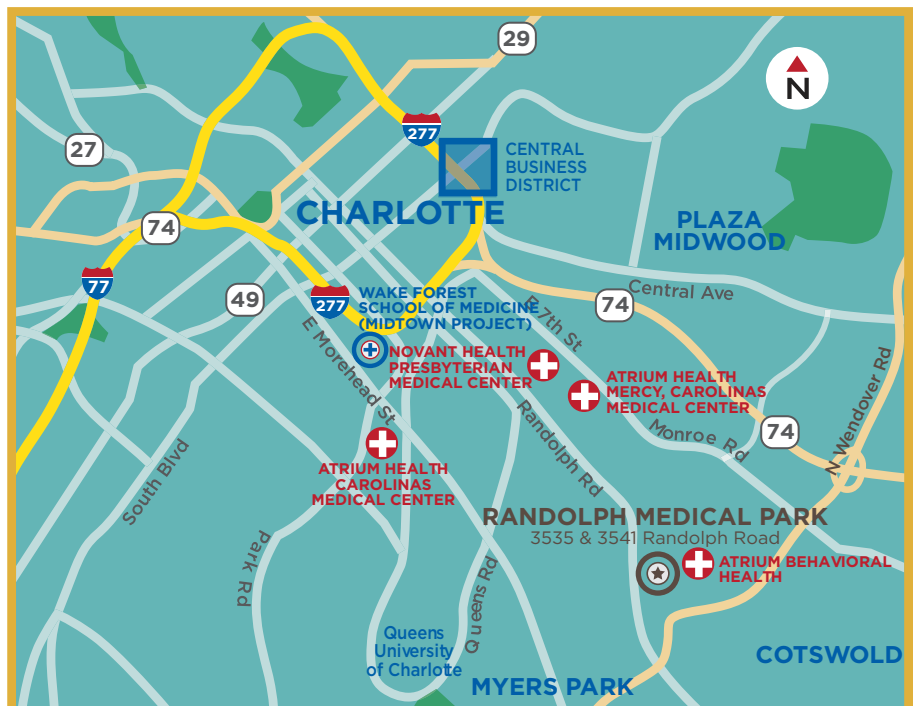 29
N
277
27
CENTRAL
BUSINESS
DISTRICT
CHARLOTTE
PLAZA
MIDWOOD
74
77
49
277
WAKE FOREST
SCHOOL OF MEDICINE
(MIDTOWN PROJECT)
Central Ave
74
E 7th St
E Morehead St
NOVANT HEALTH
PRESBYTERIAN
MEDICAL CENTER
ATRIUM HEALTH
MERCY, CAROLINAS
MEDICAL CENTER
N Wendover Rd
Randolph Rd
Monroe Rd
74
South Blvd
ATRIUM HEALTH
CAROLINAS
MEDICAL CENTER
RANDOLPH MEDICAL PARK
3535 & 3541 Randolph Road
ATRIUM BEHAVIORAL
HEALTH
Park Rd
Queens Rd
Queens
University
of Charlotte
COTSWOLD
MYERS PARK